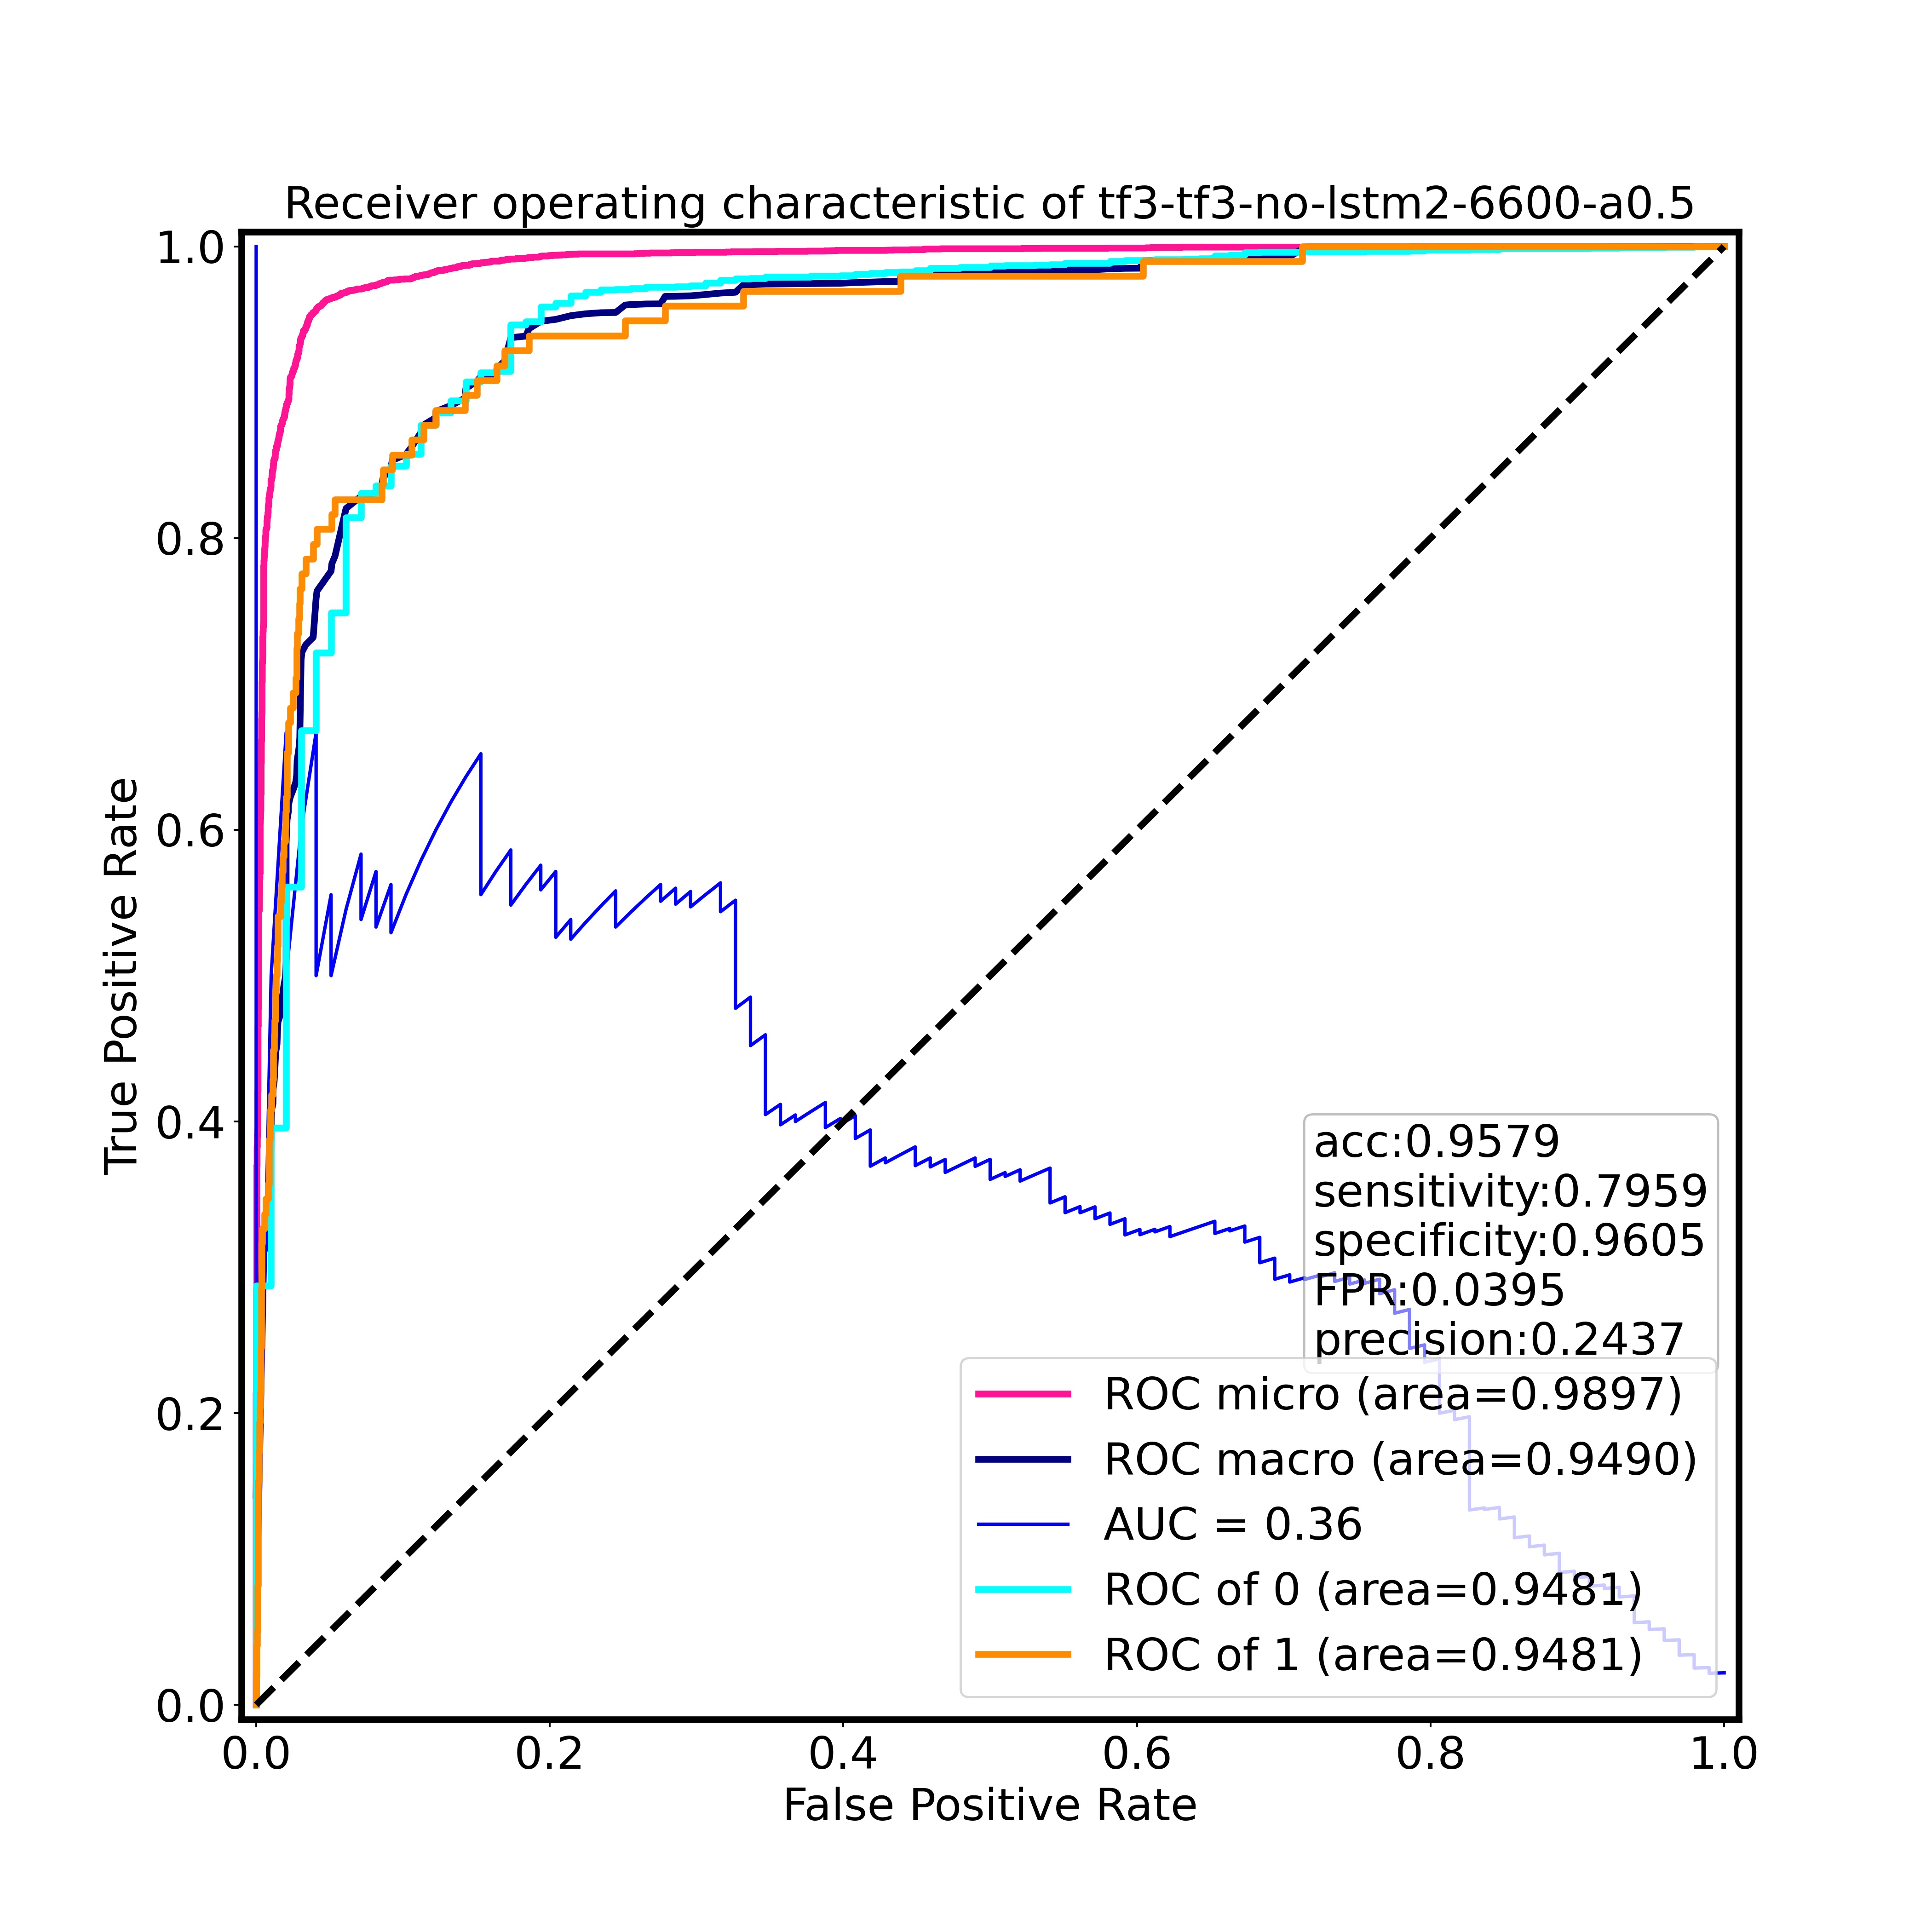 Receiver operating characteristic of tf3-tf3-no-lstm2-6600-a0.5
1.0
0.8
0.6
0.4
0.2
0.0
True Positive Rate
acc:0.9579
sensitivity:0.7959
specificity:0.9605
FPR:0.0395
precision:0.2437
ROC micro (area=0.9897)
ROC macro (area=0.9490)
AUC = 0.36
ROC of 0 (area=0.9481)
ROC of 1 (area=0.9481)
0.0 0.2 0.4 0.6 0.8 1.0
False Positive Rate